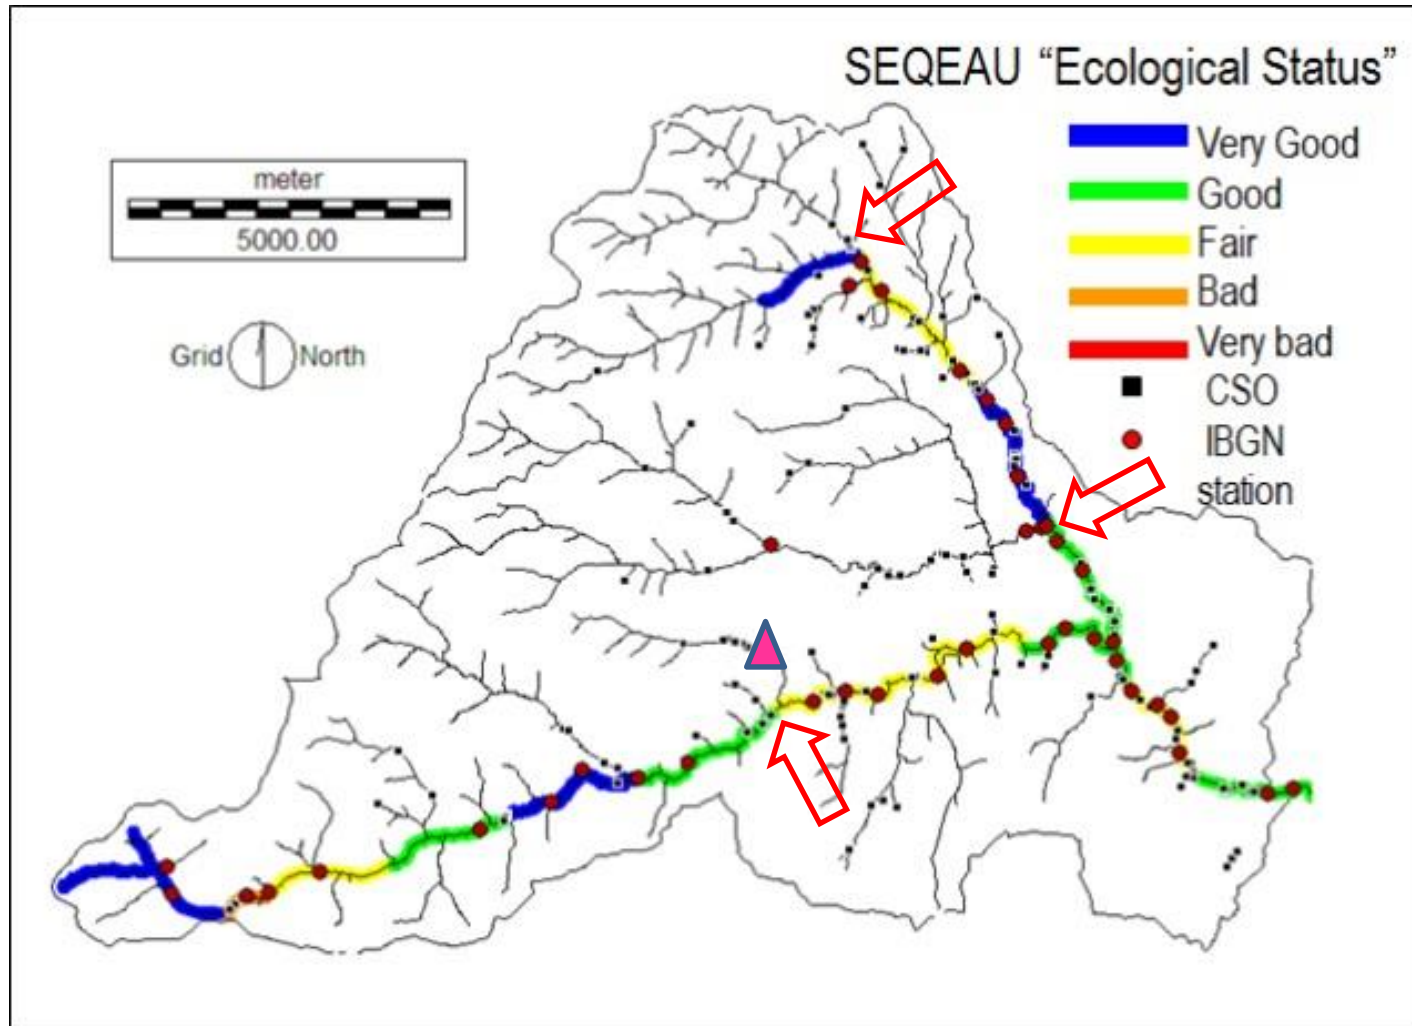 SEQEAU “Ecological Status”
Very Good
Good
Fair
Bad
Very bad
CSO
IBGN
station
meter
5000.00
Grid North